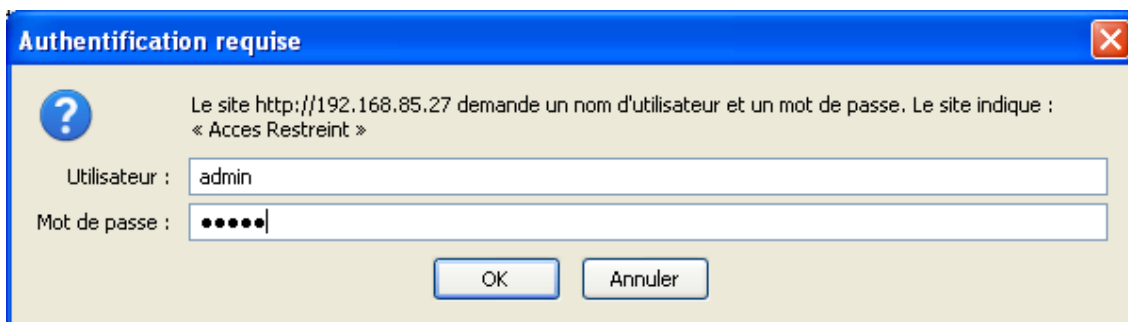 Authentification requise
Le site http://192.168.85.27 demande un nom d'utilisateur et un mot de passe. Le site indique :
« Acces Restreint »
Utilisateur : admin
Mot de passe : •••••
OK Annuler